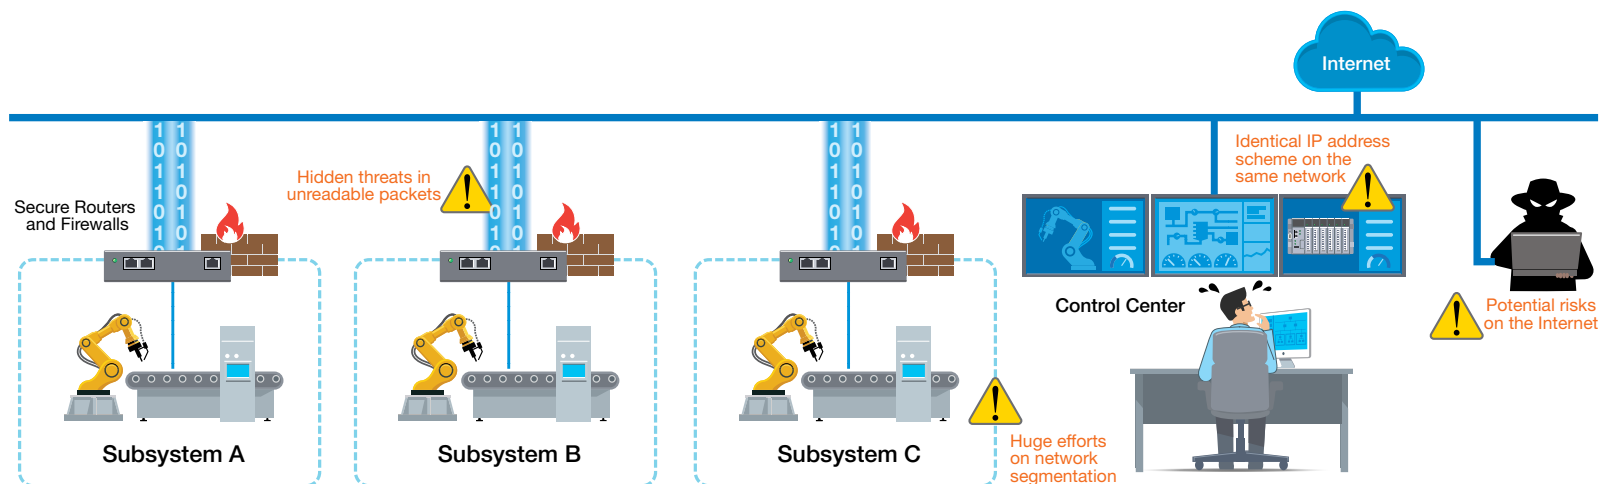 Internet
Hidden threats in
unreadable packets
Identical IP address
scheme on the
same network
Secure Routers
and Firewalls
Control Center
Potential risks
on the Internet
Subsystem A
Subsystem B
Subsystem C
Huge efforts
on network
segmentation